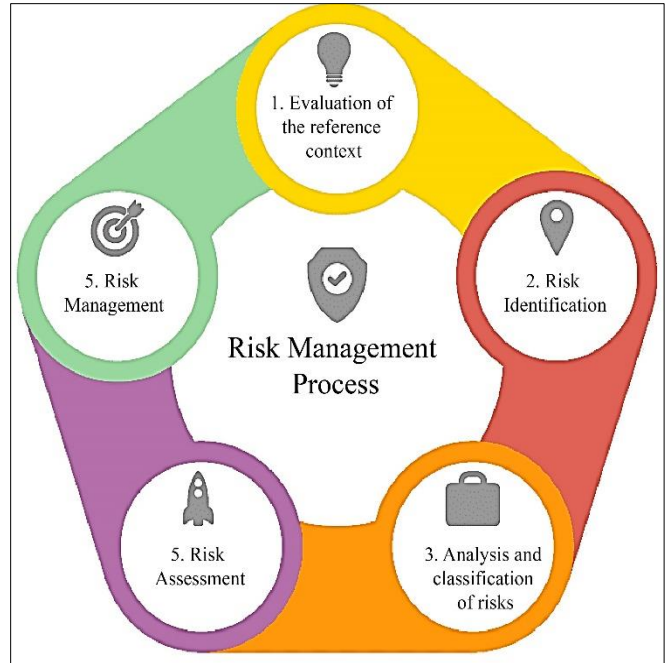 1. Evaluation of
the reference
context
2. Risk
Identification
3. Analysis and
classification
of risks
5. Risk
Assessment
5. Risk
Management
Risk Management
Process